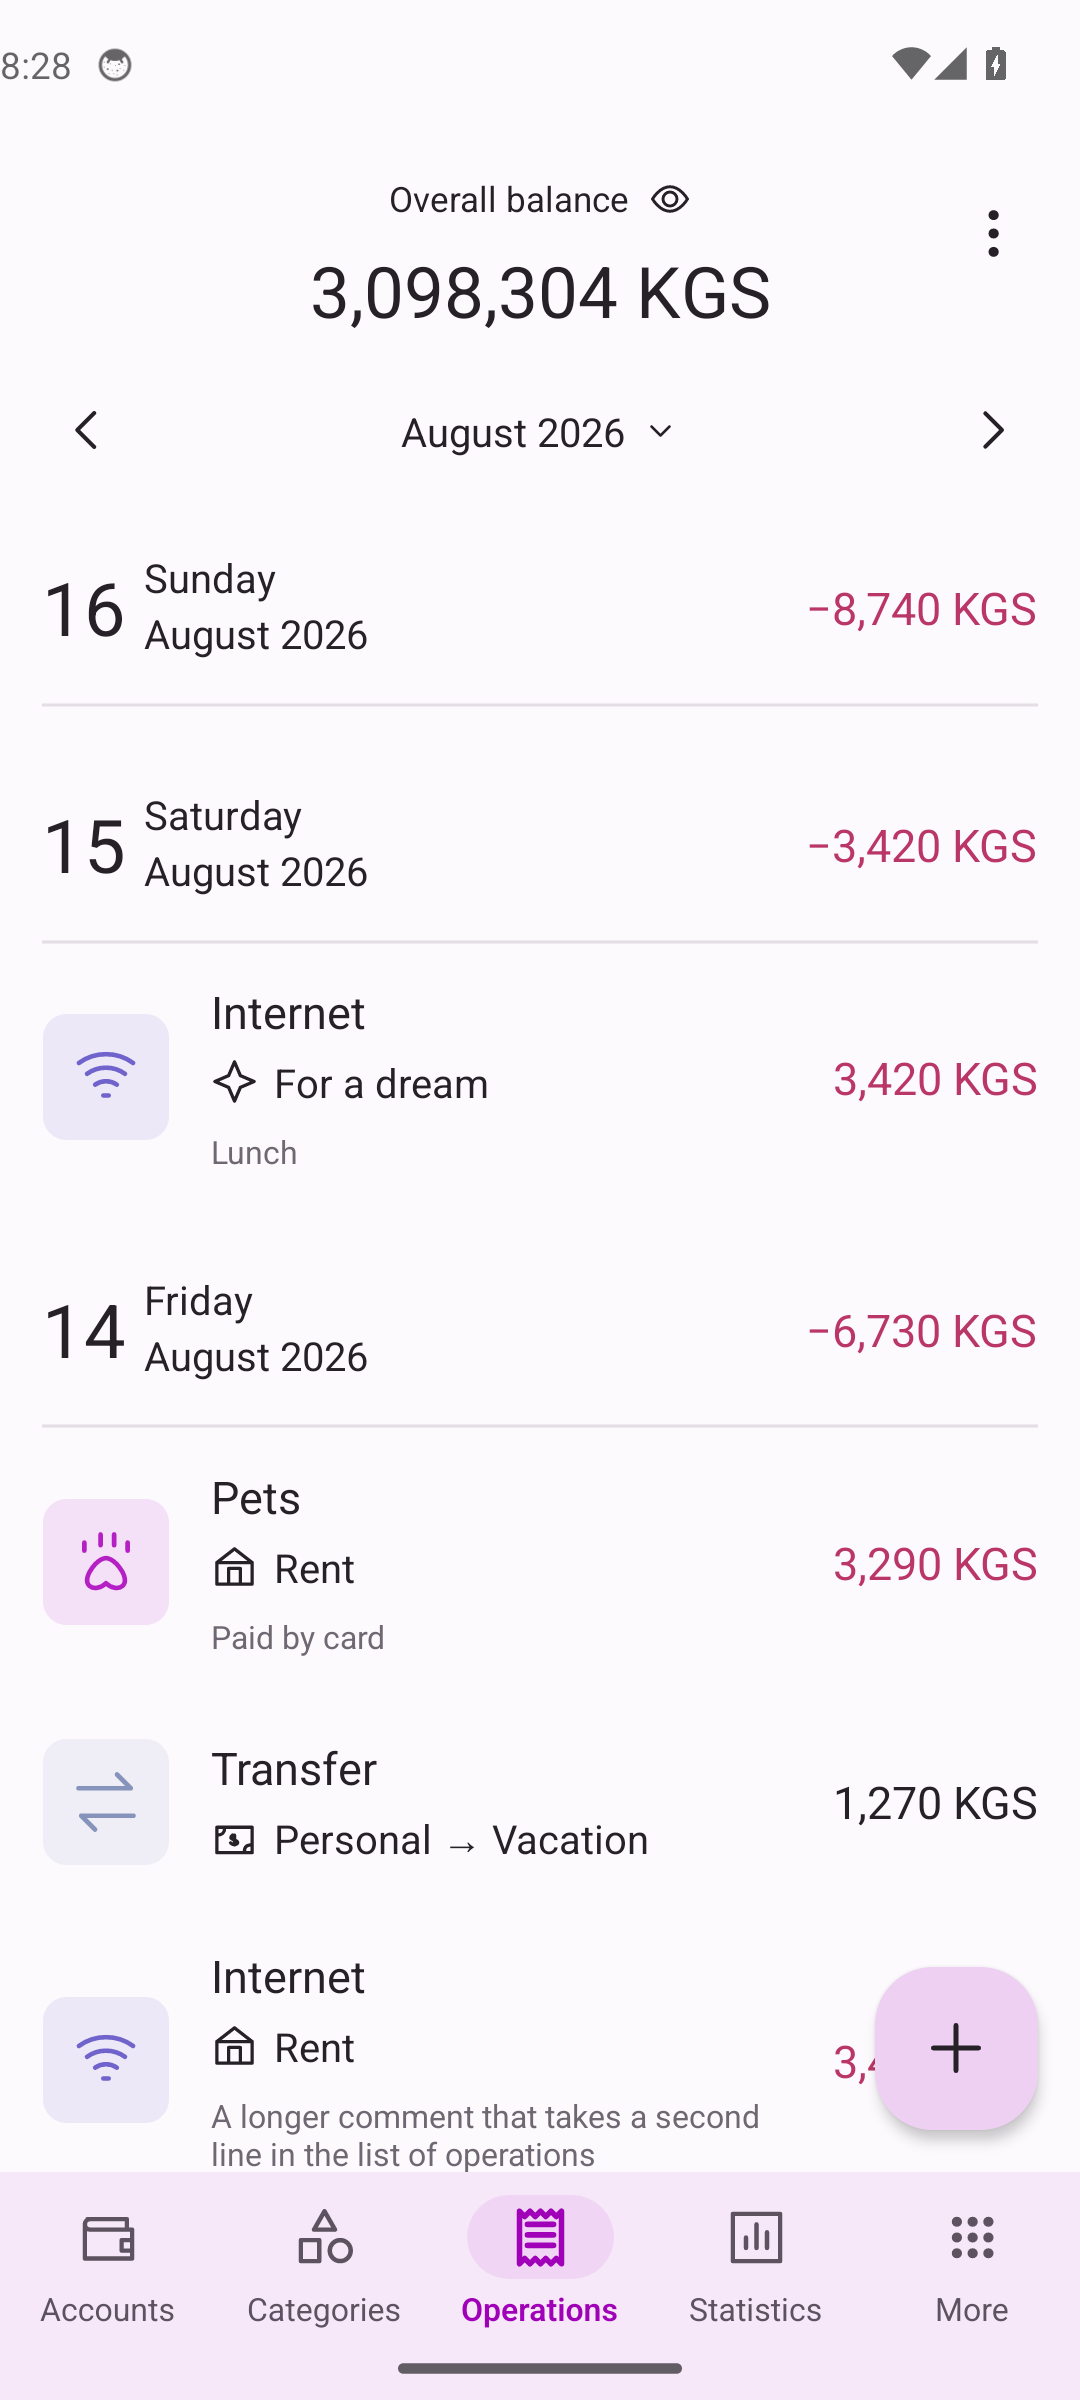 8:28
Overall balance
3,098,304 KGS
August 2026
16
Sunday
August 2026
−8,740 KGS
15
Saturday
August 2026
−3,420 KGS
Internet
For a dream
Lunch
3,420 KGS
14
Friday
August 2026
−6,730 KGS
Pets
Rent
Paid by card
3,290 KGS
Transfer
Personal → Vacation
1,270 KGS
Internet
Rent
A longer comment that takes a second
line in the list of operations
Accounts
Categories
Operations
Statistics
More